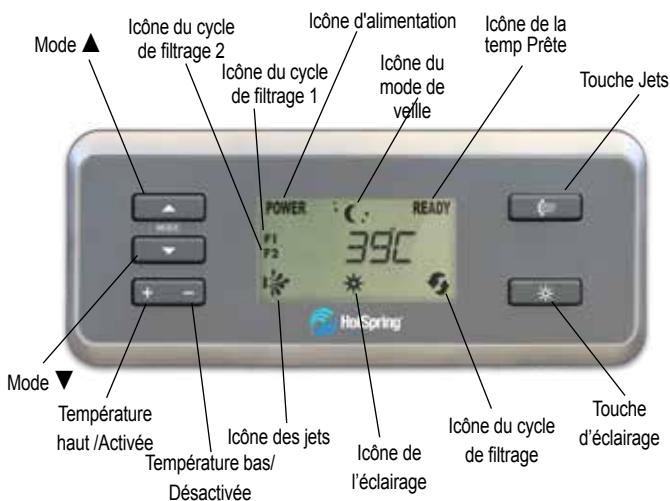 Mode ▲
Icône du cycle
de filtrage 2
Icône d'alimentation
Icône de la
temp Prête
Icône du cycle
de filtrage 1
Icône du
mode de
veille
Touche Jets
POWER
READY
MODE
F1
F2
39C
+ −
HotSpring
Mode ▼
Température
haut /Activée
Température bas/
Désactivée
Icône des jets
Icône de
l'éclairage
Icône du cycle
de filtrage
Touche
d'éclairage